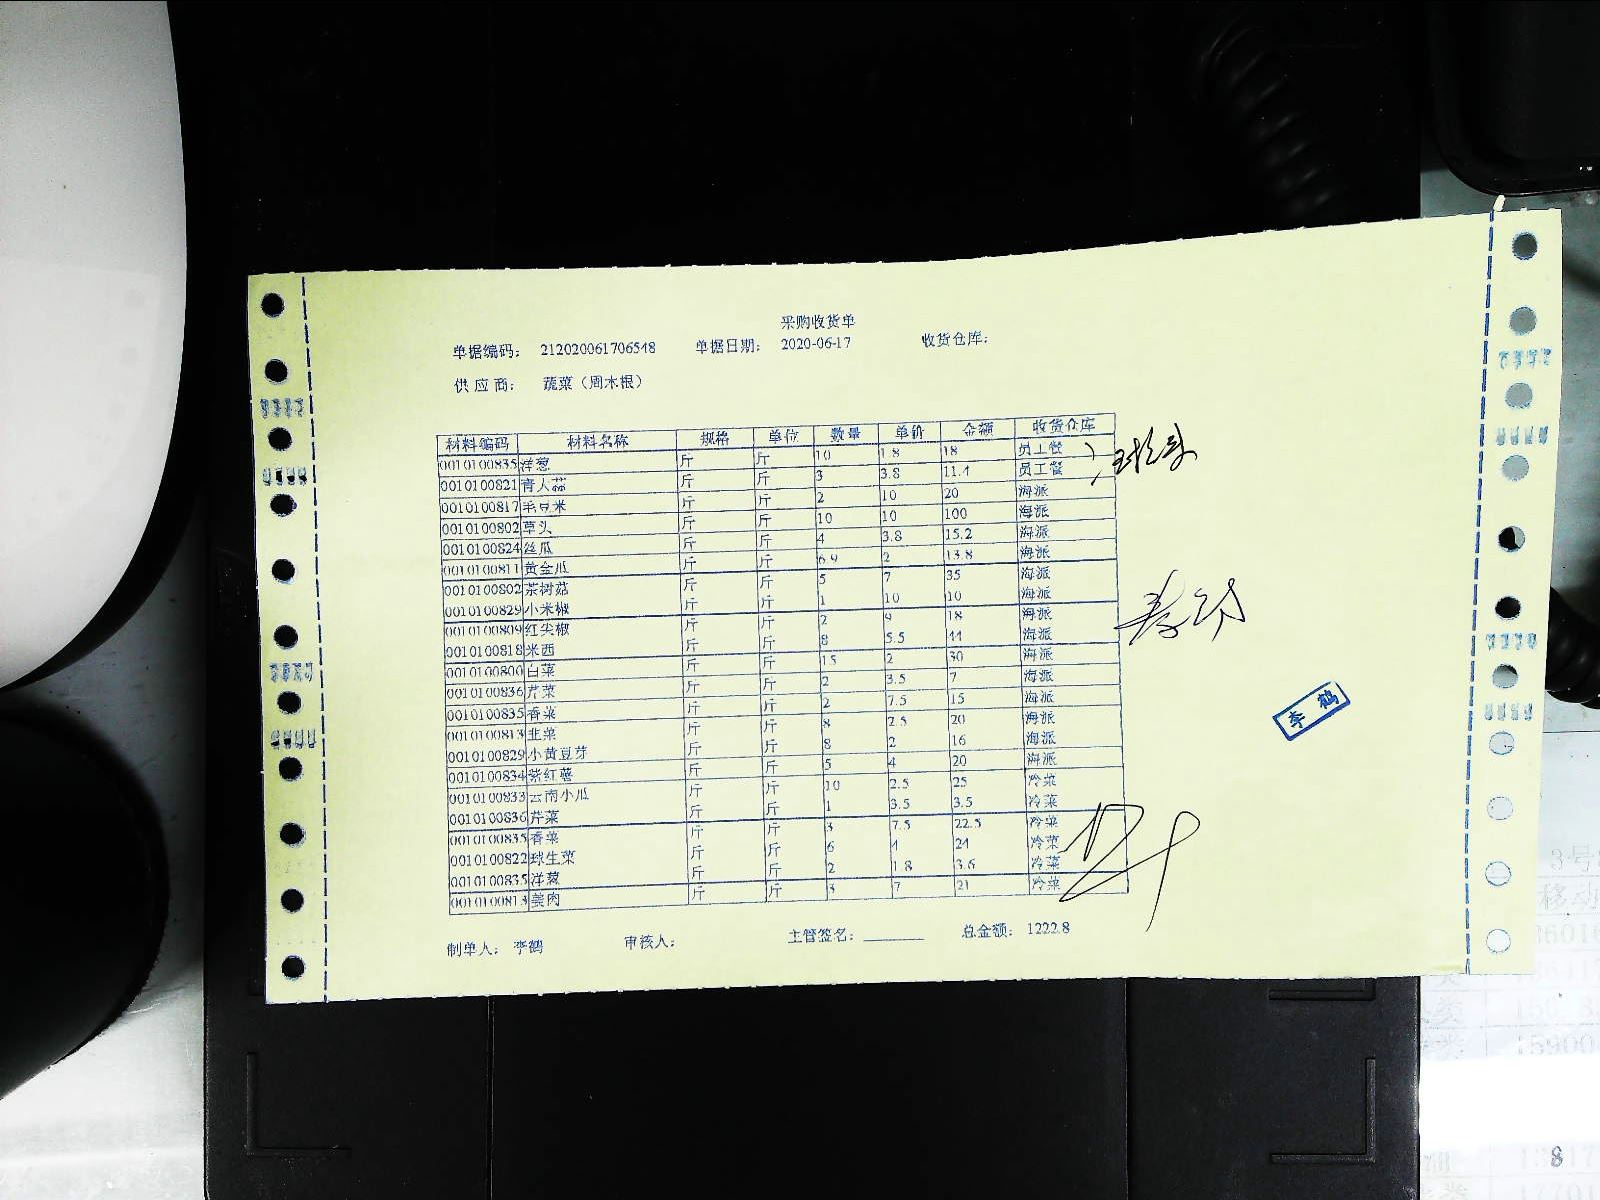 采购收货单
单据编码： 212020061706548 单据日期： 2020-06-17 收货仓库：
供 应 商： 蔬菜（周木根）
材料编码 材料名称 规格 单位 数量 单价 金额 收货仓库
0010100835 洋葱 斤 斤 10 1.8 18 员工餐
0010100821 青大蒜 斤 斤 3 3.8 11.4 员工餐
0010100817 毛豆米 斤 斤 2 10 20 海派
0010100802 草头 斤 斤 10 10 100 海派
0010100824 丝瓜 斤 斤 4 3.8 15.2 海派
0010100811 黄金瓜 斤 斤 6.9 2 13.8 海派
0010100802 茶树菇 斤 斤 5 7 35 海派
0010100829 小米椒 斤 斤 1 10 10 海派
0010100809 红尖椒 斤 斤 2 9 18 海派
0010100818 米西 斤 斤 8 5.5 44 海派
0010100800 白菜 斤 斤 15 2 30 海派
0010100836 芹菜 斤 斤 2 3.5 7 海派
0010100835 香菜 斤 斤 2 7.5 15 海派
0010100813 韭菜 斤 斤 8 2.5 20 海派
0010100829 小黄豆芽 斤 斤 8 2 16 海派
0010100834 紫红薯 斤 斤 5 4 20 海派
0010100833 云南小瓜 斤 斤 10 2.5 25 冷菜
0010100836 芹菜 斤 斤 1 3.5 3.5 冷菜
0010100835 香菜 斤 斤 3 7.5 22.5 冷菜
0010100822 球生菜 斤 斤 6 4 24 冷菜
0010100835 洋葱 斤 斤 2 1.8 3.6 冷菜
0010100813 姜肉 斤 斤 3 7 21 冷菜
制单人： 李鹤 审核人： 主管签名： 总金额： 1222.8
李鹤
3号
移动
8